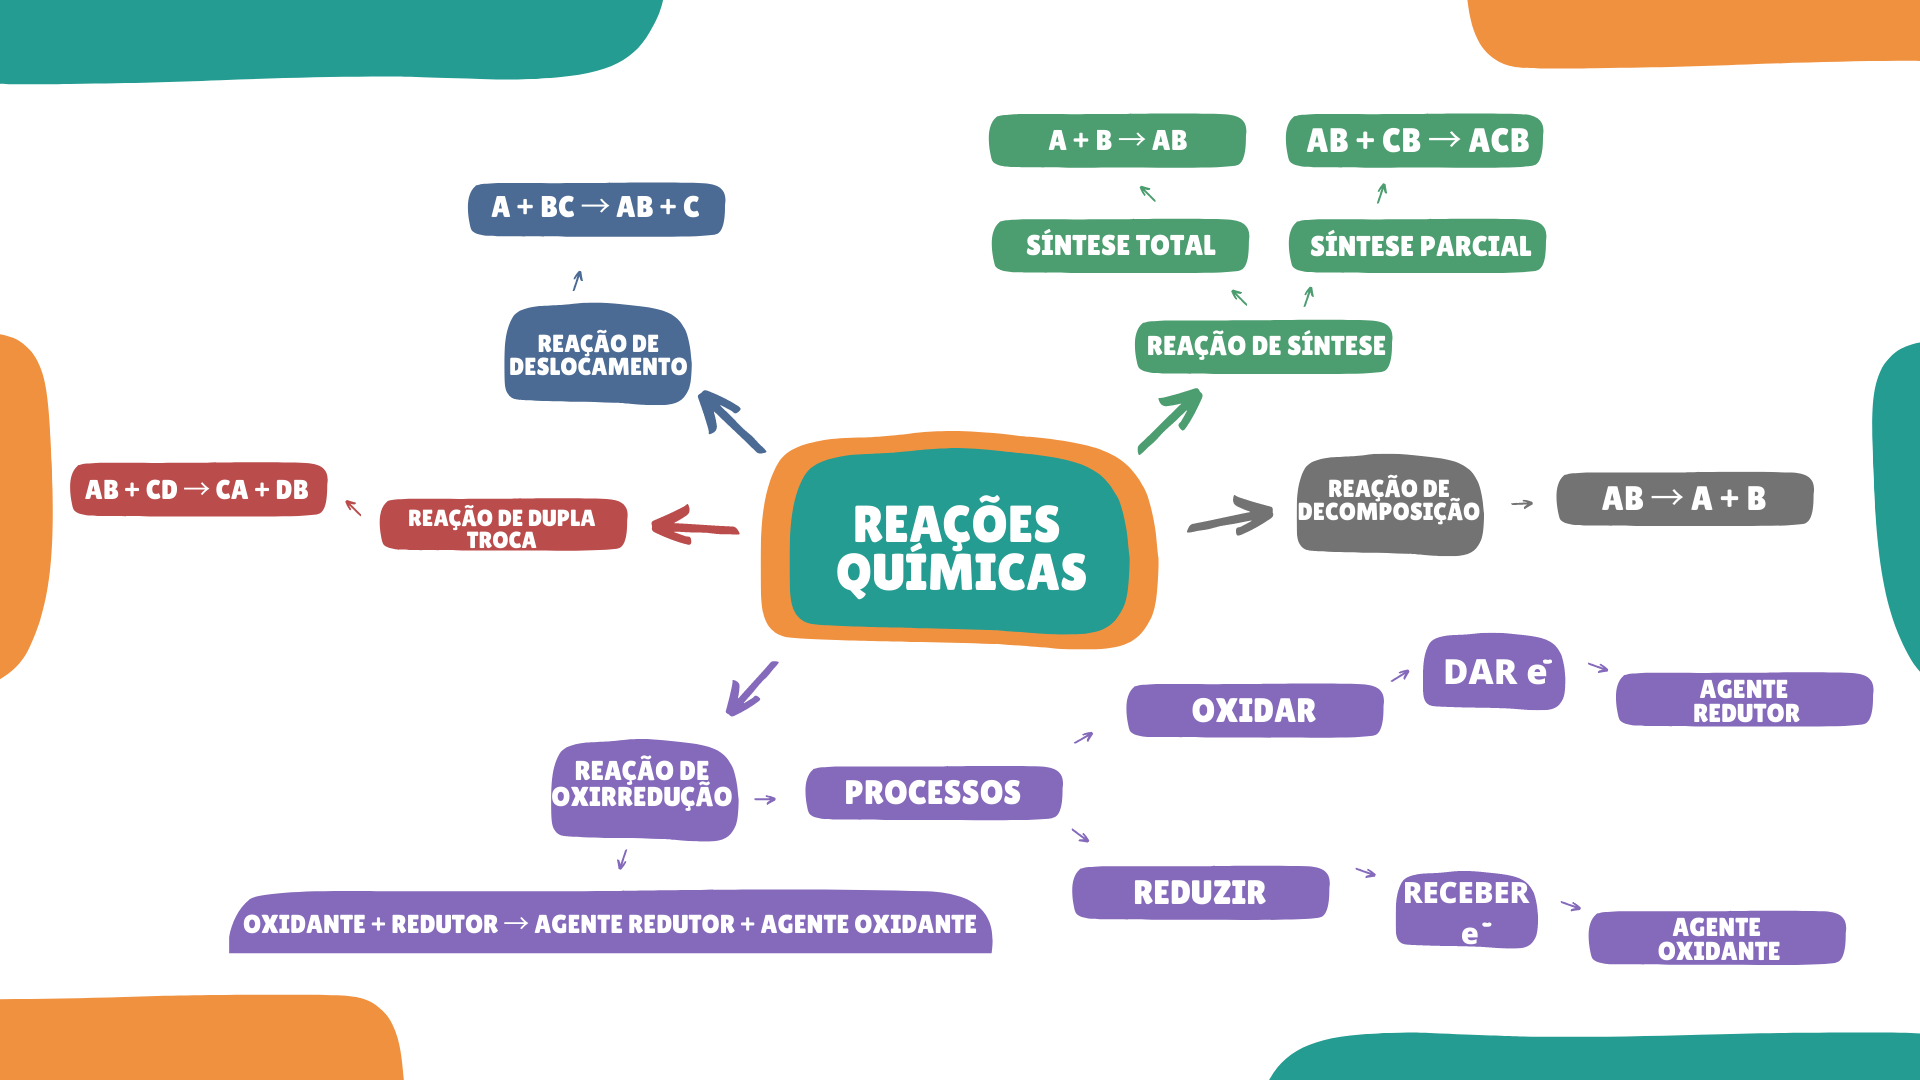 REAÇÕES
QUÍMICAS
A + B → AB
AB + CB → ACB
SÍNTESE TOTAL
SÍNTESE PARCIAL
REAÇÃO DE SÍNTESE
A + BC → AB + C
REAÇÃO DE
DESLOCAMENTO
AB + CD → CA + DB
REAÇÃO DE DUPLA
TROCA
REAÇÃO DE
DECOMPOSIÇÃO
AB → A + B
REAÇÃO DE
OXIRREDUÇÃO
PROCESSOS
OXIDAR
DAR e⁻
AGENTE
REDUTOR
REDUZIR
RECEBER
e⁻
AGENTE
OXIDANTE
OXIDANTE + REDUTOR → AGENTE REDUTOR + AGENTE OXIDANTE